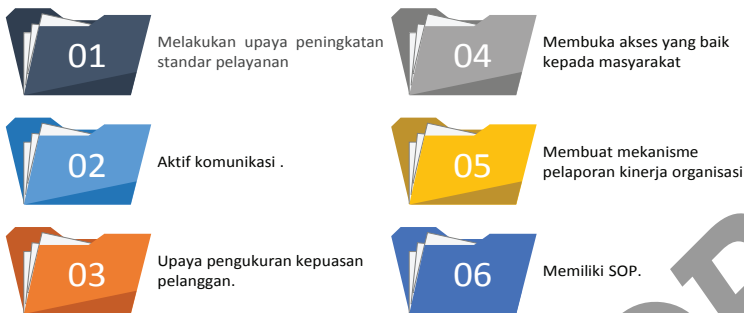 01
Melakukan upaya peningkatan
standar pelayanan
02
Aktif komunikasi .
03
Upaya pengukuran kepuasan
pelanggan.
04
Membuka akses yang baik
kepada masyarakat
05
Membuat mekanisme
pelaporan kinerja organisasi
06
Memiliki SOP.